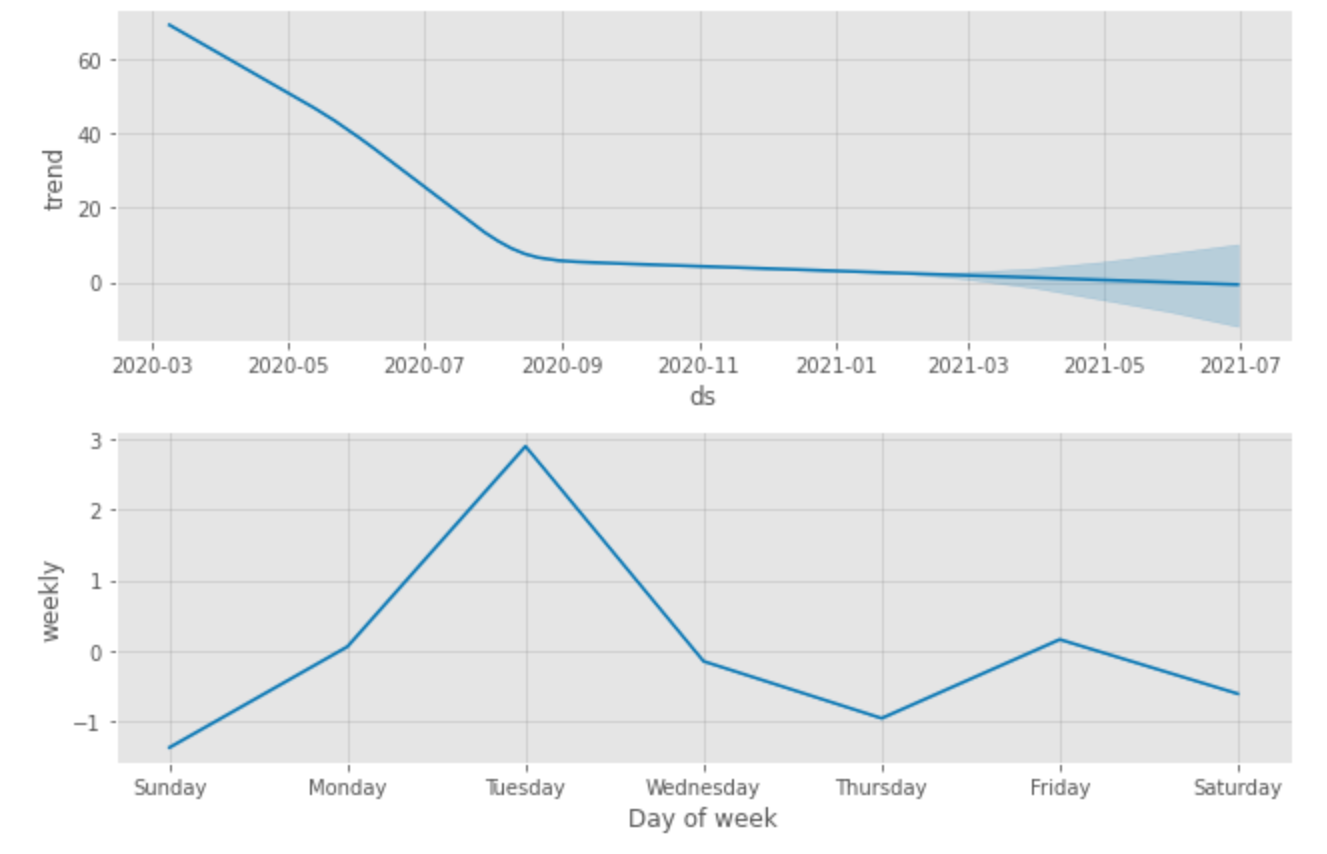 60
40
20
0
trend
2020-03 2020-05 2020-07 2020-09 2020-11 2021-01 2021-03 2021-05 2021-07
ds
3
2
1
0
−1
weekly
Sunday Monday Tuesday Wednesday Thursday Friday Saturday
Day of week